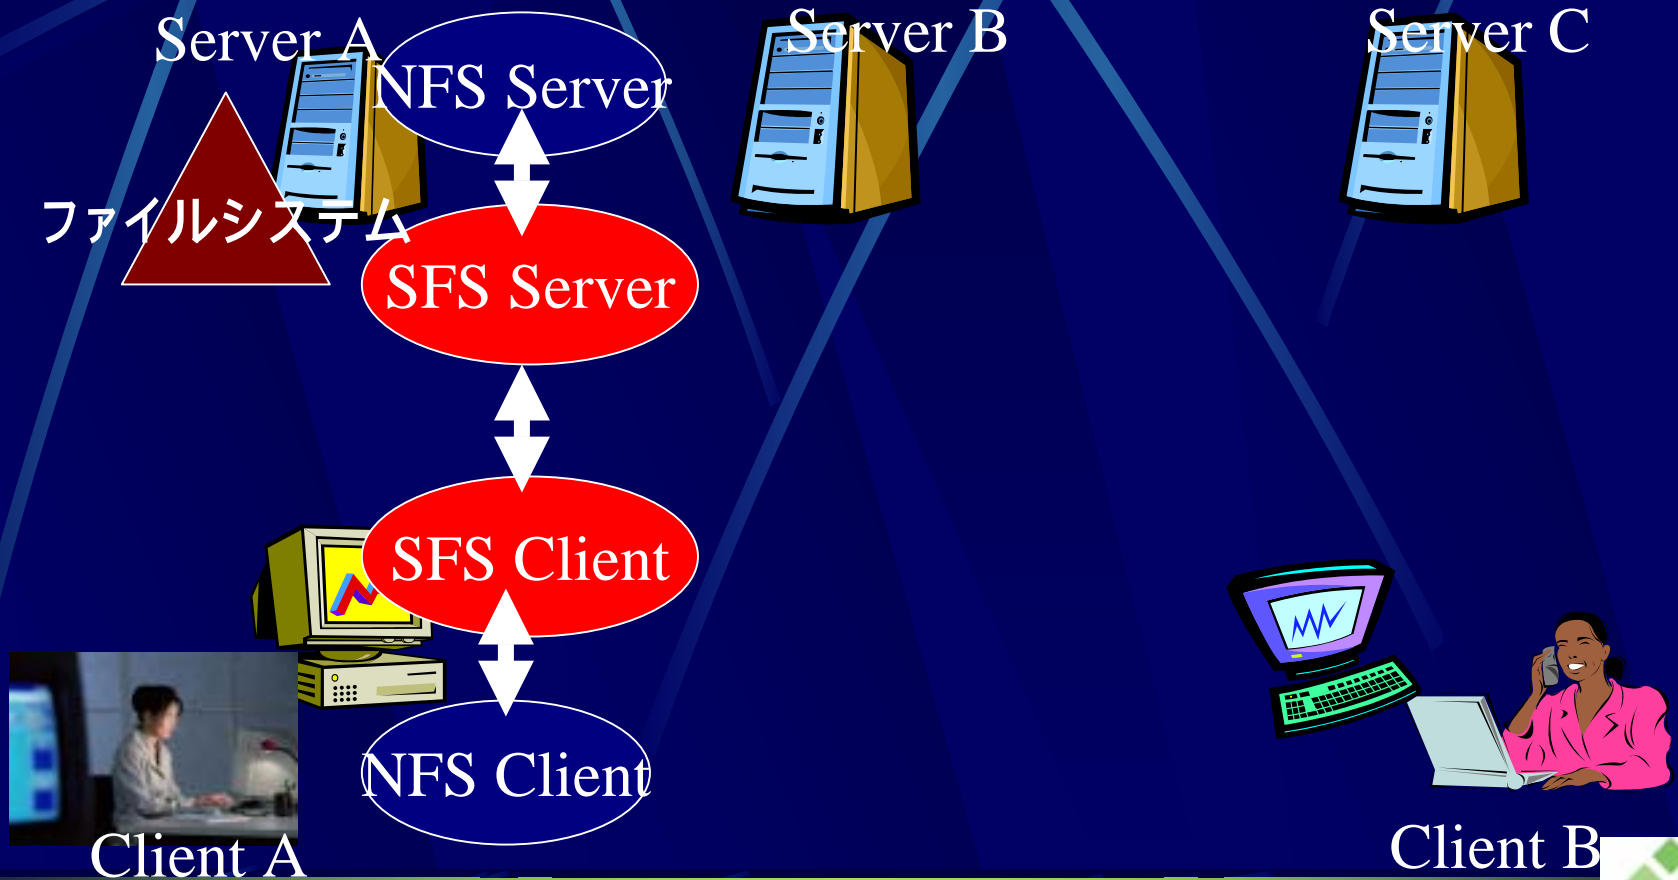 Server A
Server B
Server C
NFS Server
ファイルシステム
SFS Server
SFS Client
NFS Client
Client A
Client B